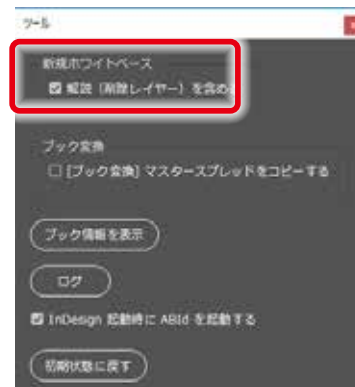 ツール
新規ホワイトベース
解説（削除レイヤー）を含める
ブック変換
[ブック変換] マスタースプレッドをコピーする
ブック情報を表示
ログ
InDesign 起動時に ABId を起動する
初期状態に戻す